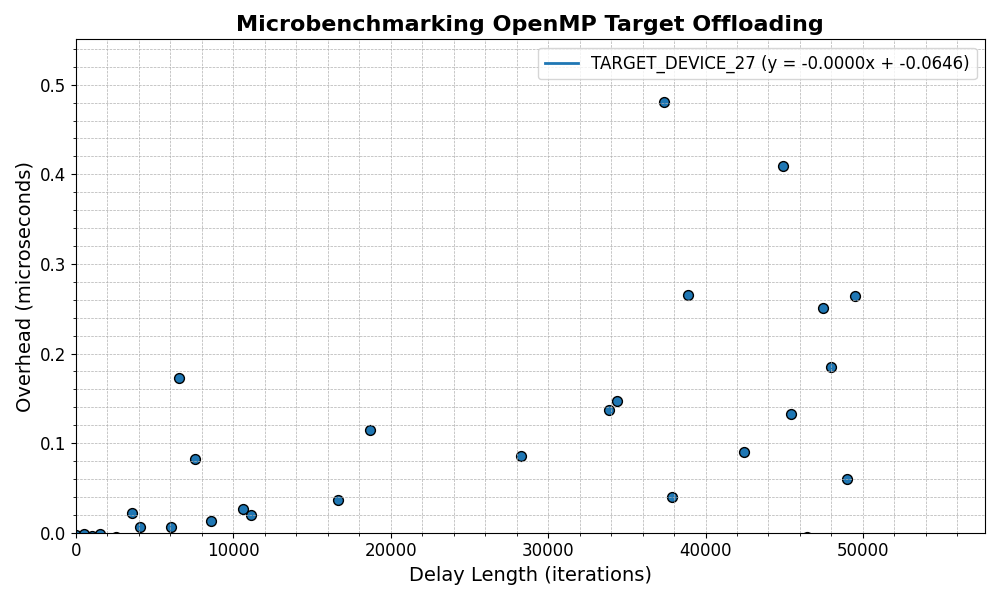 Microbenchmarking OpenMP Target Offloading
TARGET_DEVICE_27 (y = -0.0000x + -0.0646)
Overhead (microseconds)
0.5
0.4
0.3
0.2
0.1
0.0
0 10000 20000 30000 40000 50000
Delay Length (iterations)